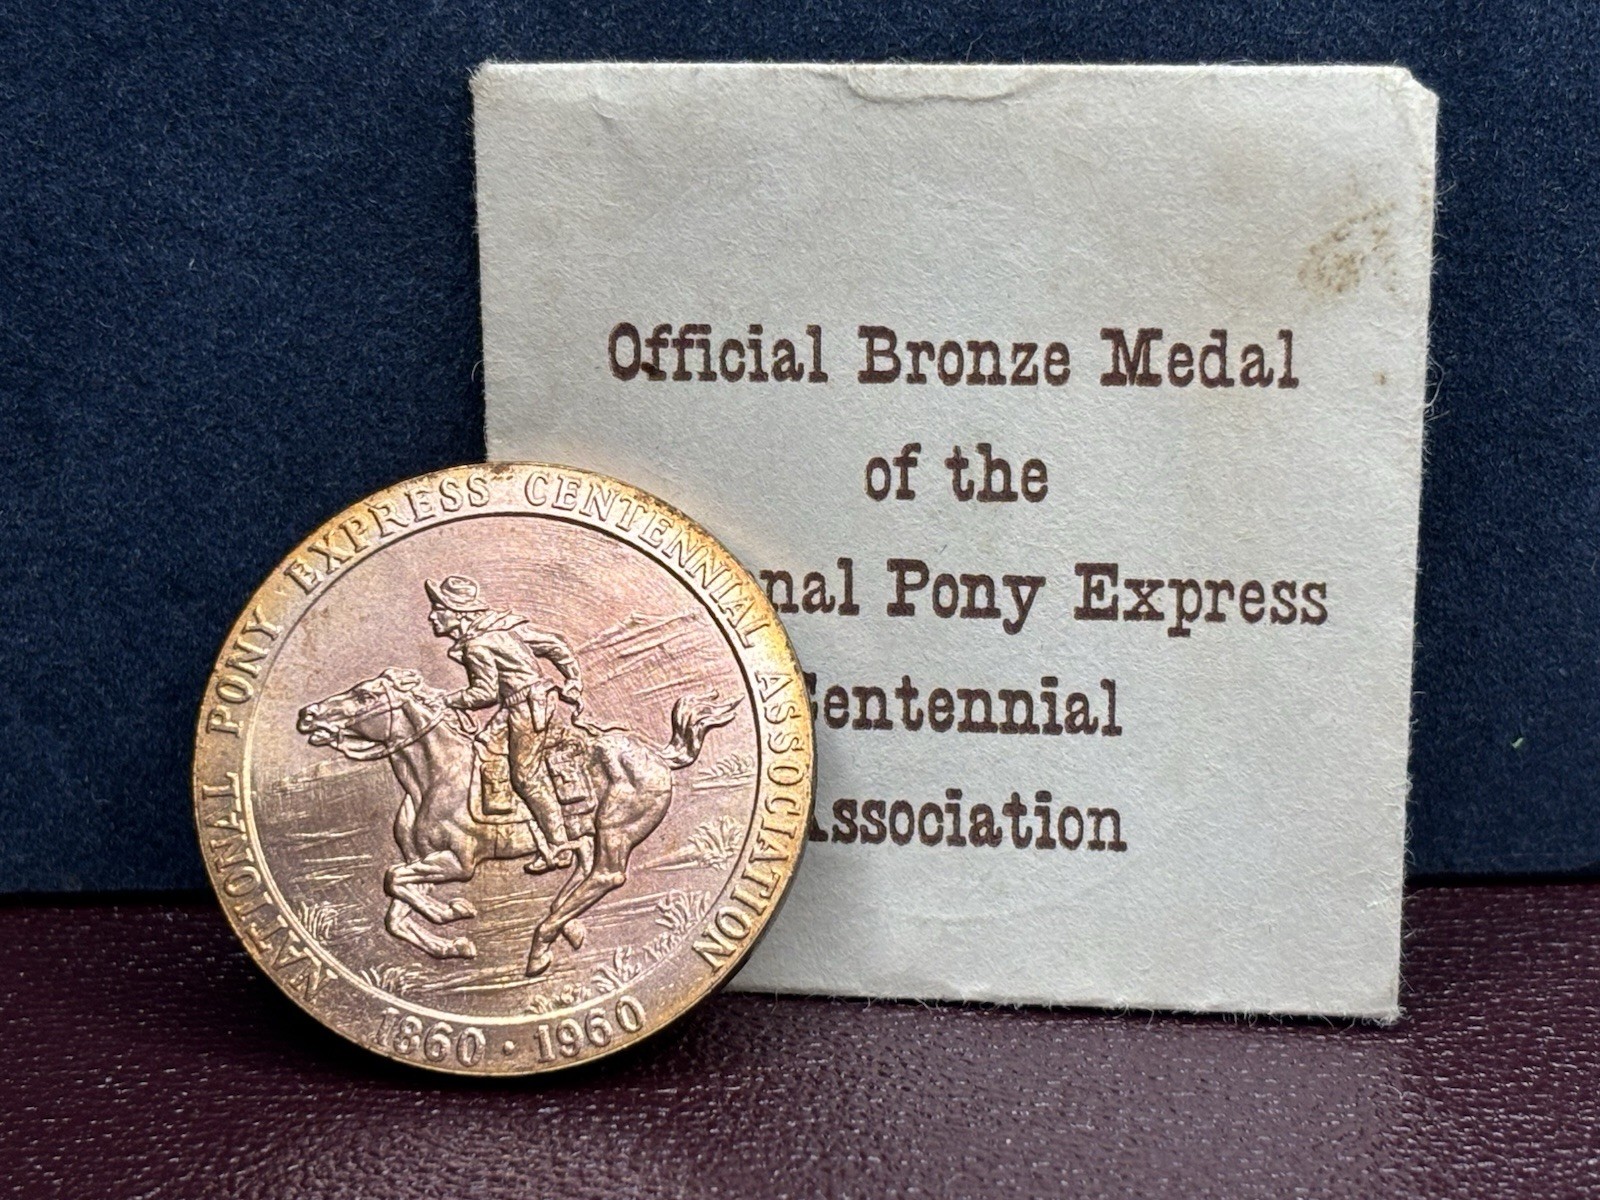 NATIONAL PONY EXPRESS CENTENNIAL ASSOCIATION
1860 · 1960
Official Bronze Medal
of the
nal Pony Express
Centennial
Association